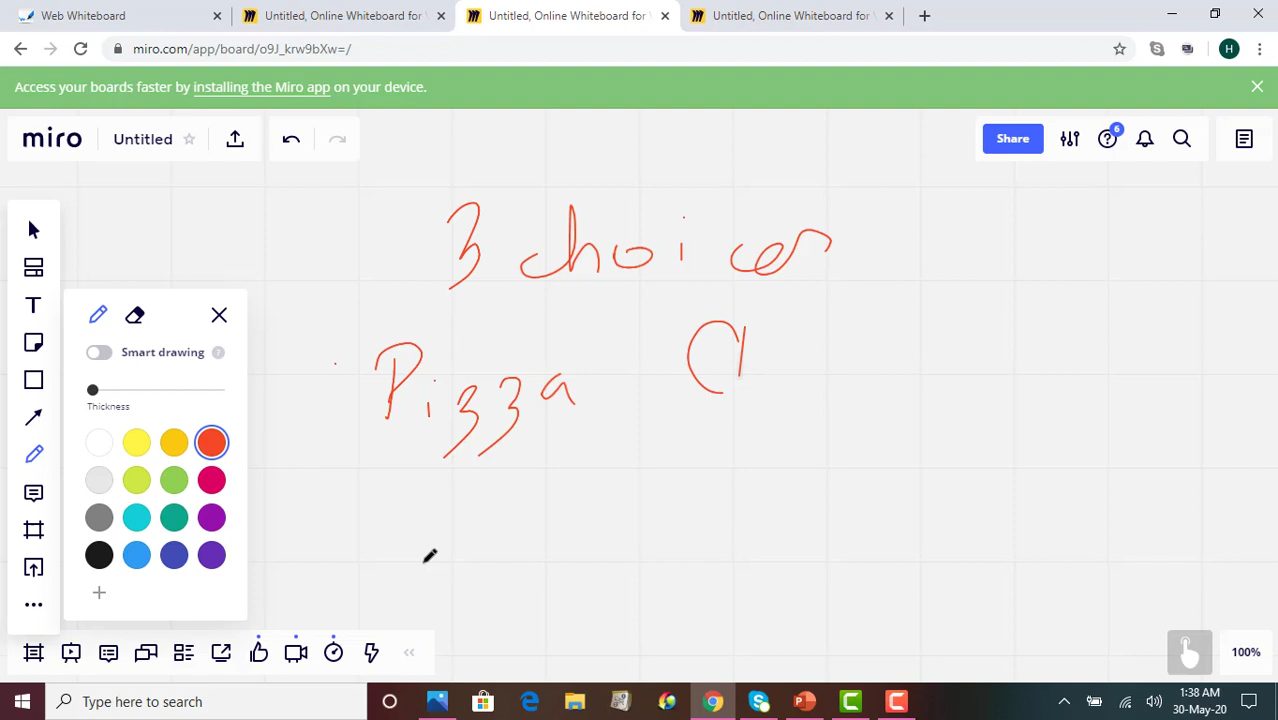 Web Whiteboard
Untitled, Online Whiteboard for
Untitled, Online Whiteboard for
Untitled, Online Whiteboard for
miro.com/app/board/o9J_krw9bXw=/
H
Access your boards faster by installing the Miro app on your device.
miro
Untitled
Share
6
3 choices
Pizza
T
Smart drawing
?
Thickness
100%
Type here to search
1:38 AM
30-May-20